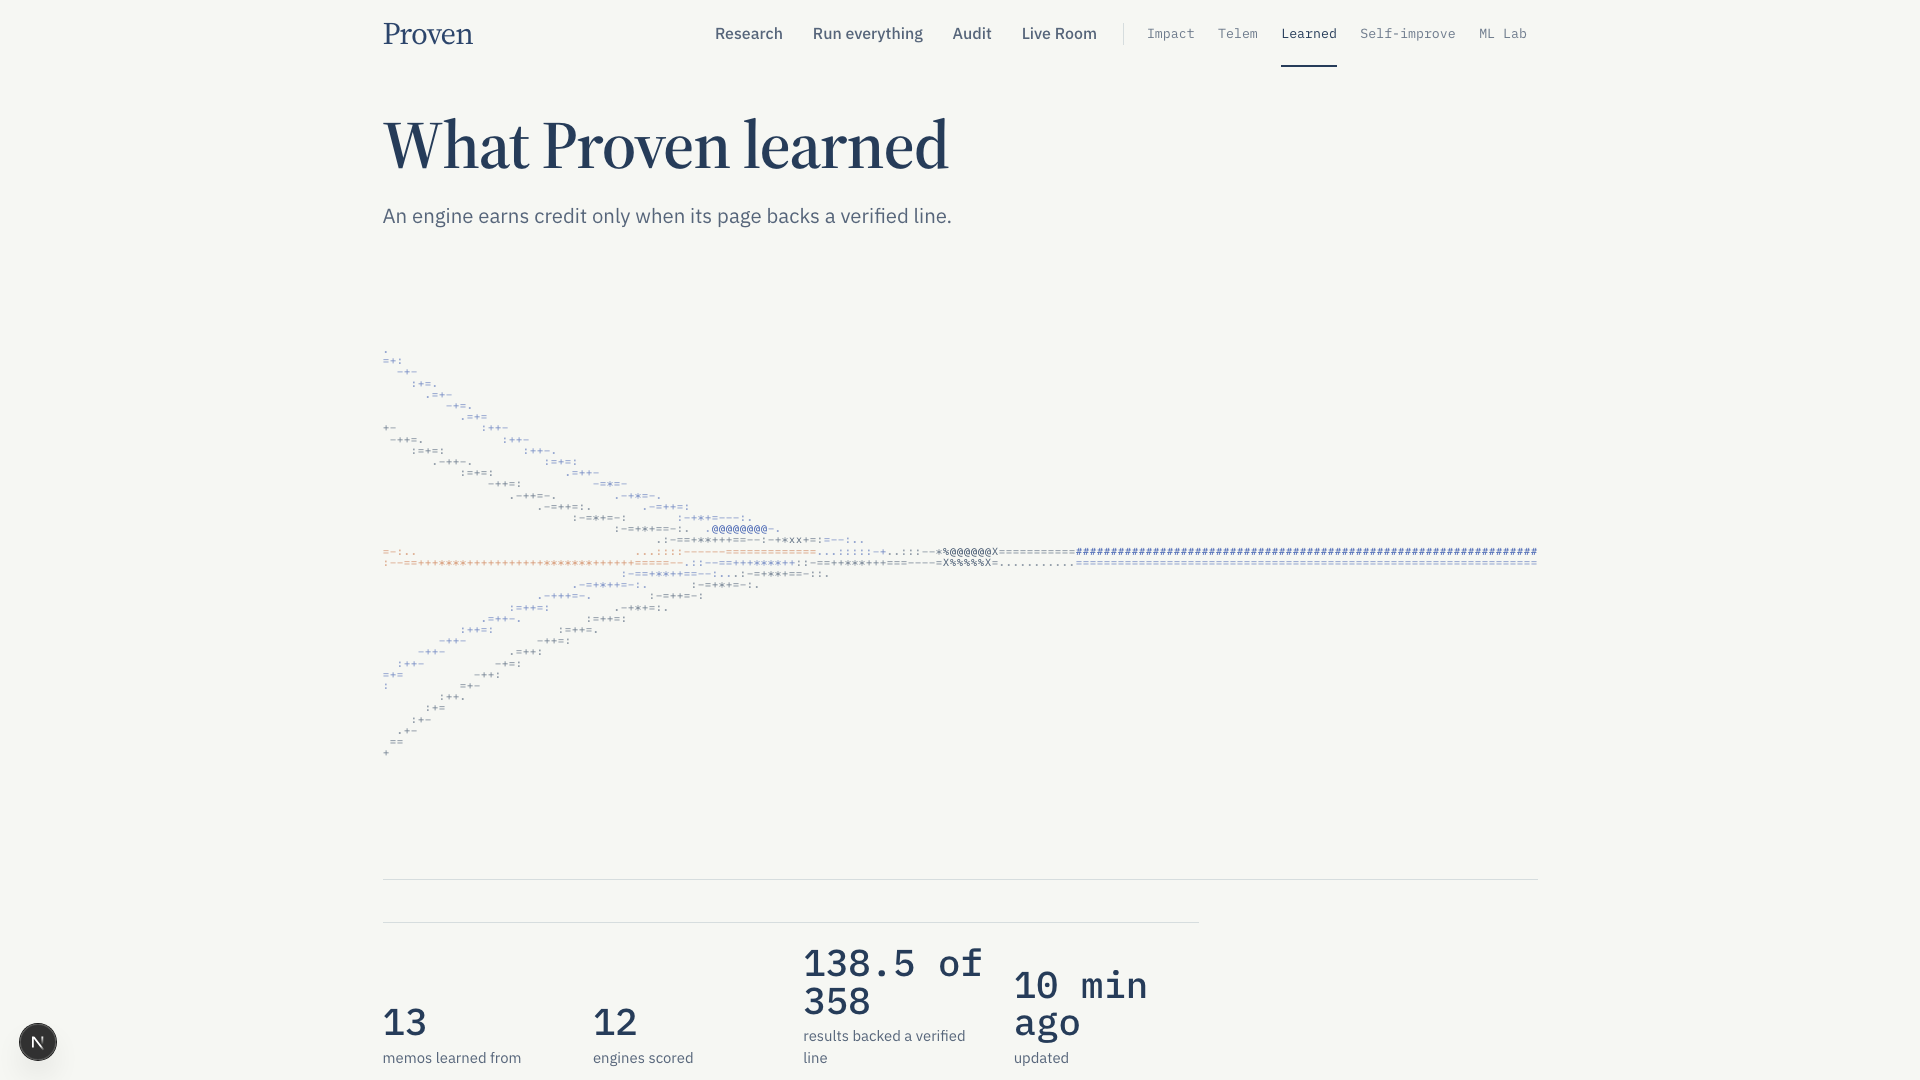 Proven
Research Run everything Audit Live Room Impact Telem Learned Self-improve ML Lab
What Proven learned
An engine earns credit only when its page backs a verified line.
13
memos learned from
12
engines scored
138.5 of
358
results backed a verified
line
10 min
ago
updated
N